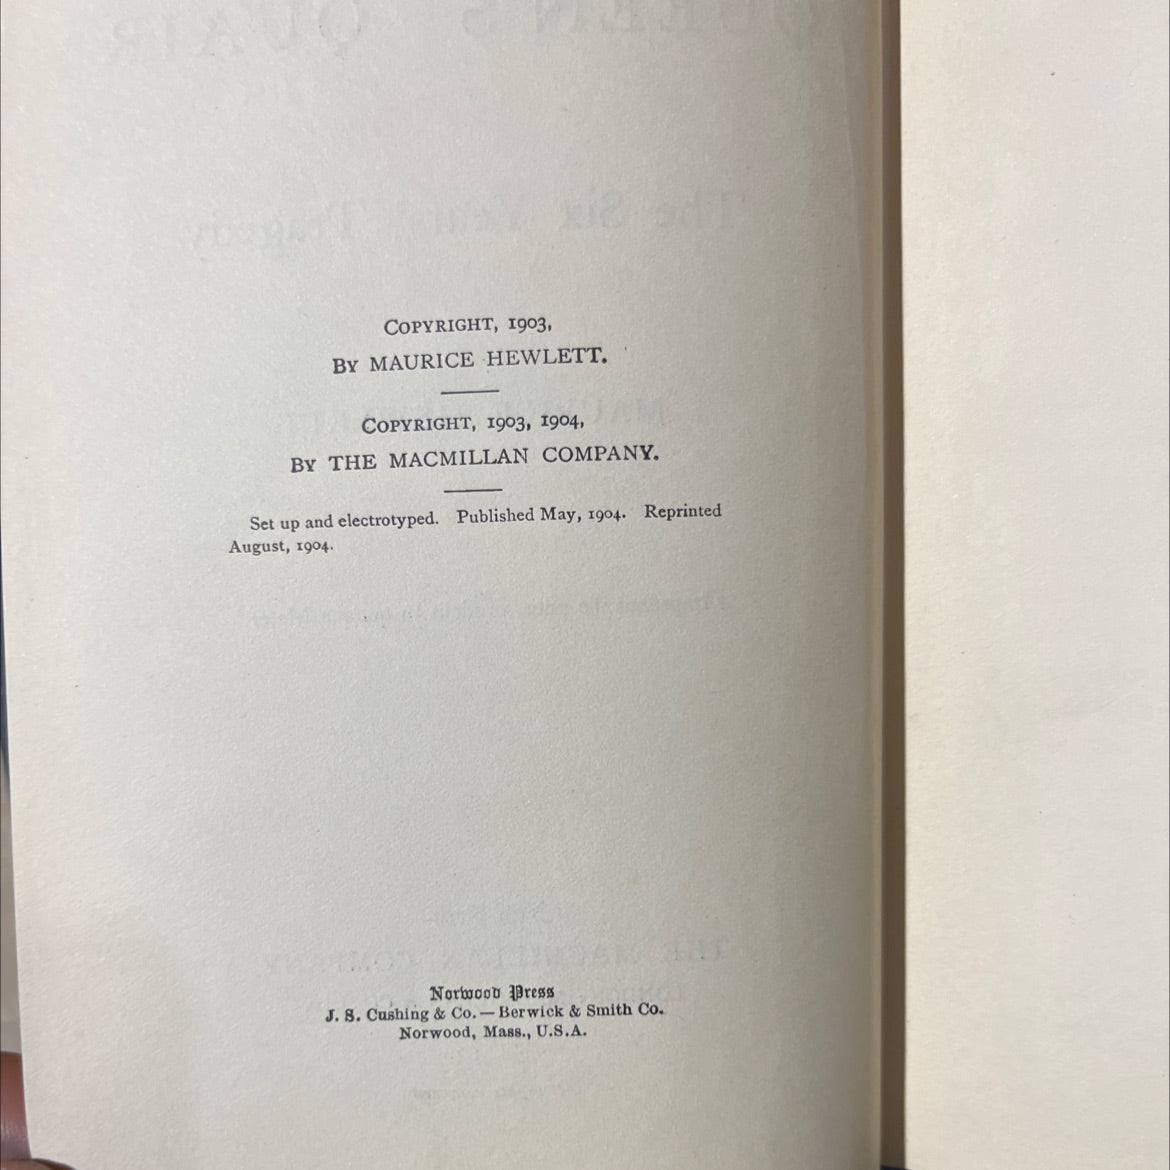 COPYRIGHT, 1903,
BY MAURICE HEWLETT.
COPYRIGHT, 1903, 1904,
BY THE MACMILLAN COMPANY.
Set up and electrotyped. Published May, 1904. Reprinted
August, 1904.
Norwood Press
J. S. Cushing & Co. — Berwick & Smith Co.
Norwood, Mass., U.S.A.